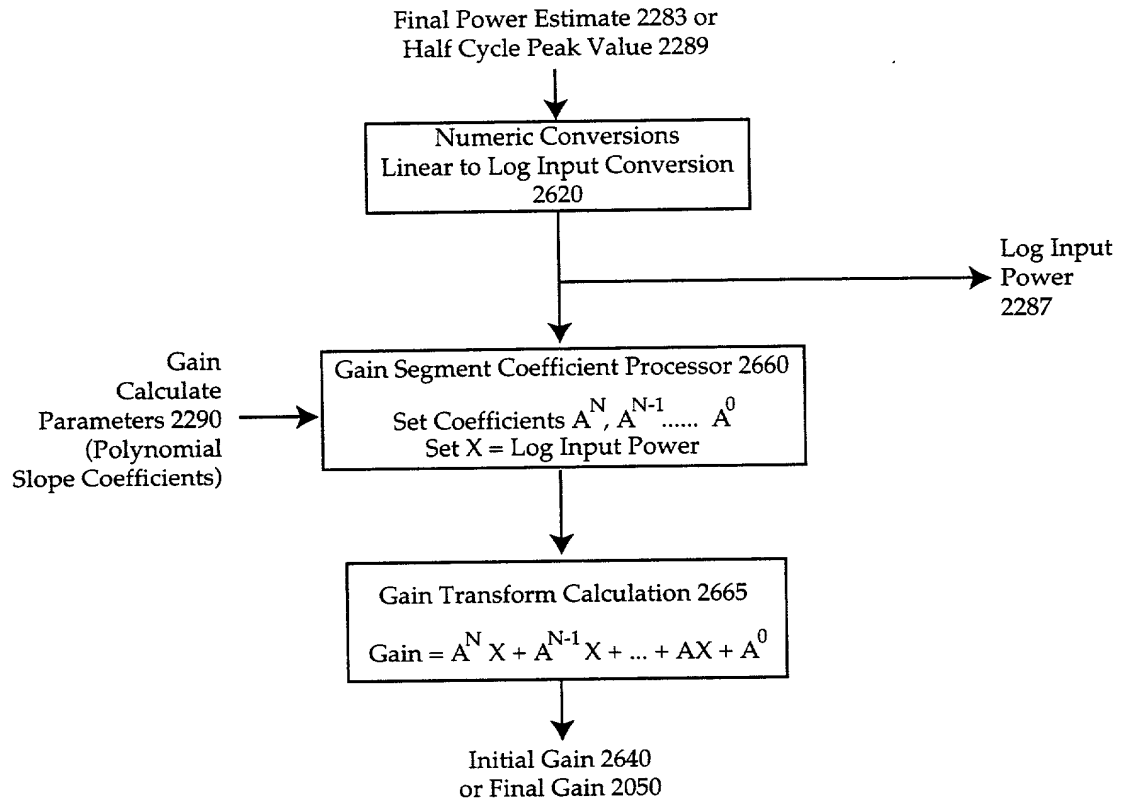 Final Power Estimate 2283 or
Half Cycle Peak Value 2289
Numeric Conversions
Linear to Log Input Conversion
2620
Log Input
Power
2287
Gain
Calculate
Parameters 2290
(Polynomial
Slope Coefficients)
Gain Segment Coefficient Processor 2660
Set Coefficients A^N, A^N-1...... A^0
Set X = Log Input Power
Gain Transform Calculation 2665
Gain = A^N X + A^N-1 X + ... + AX + A^0
Initial Gain 2640
or Final Gain 2050